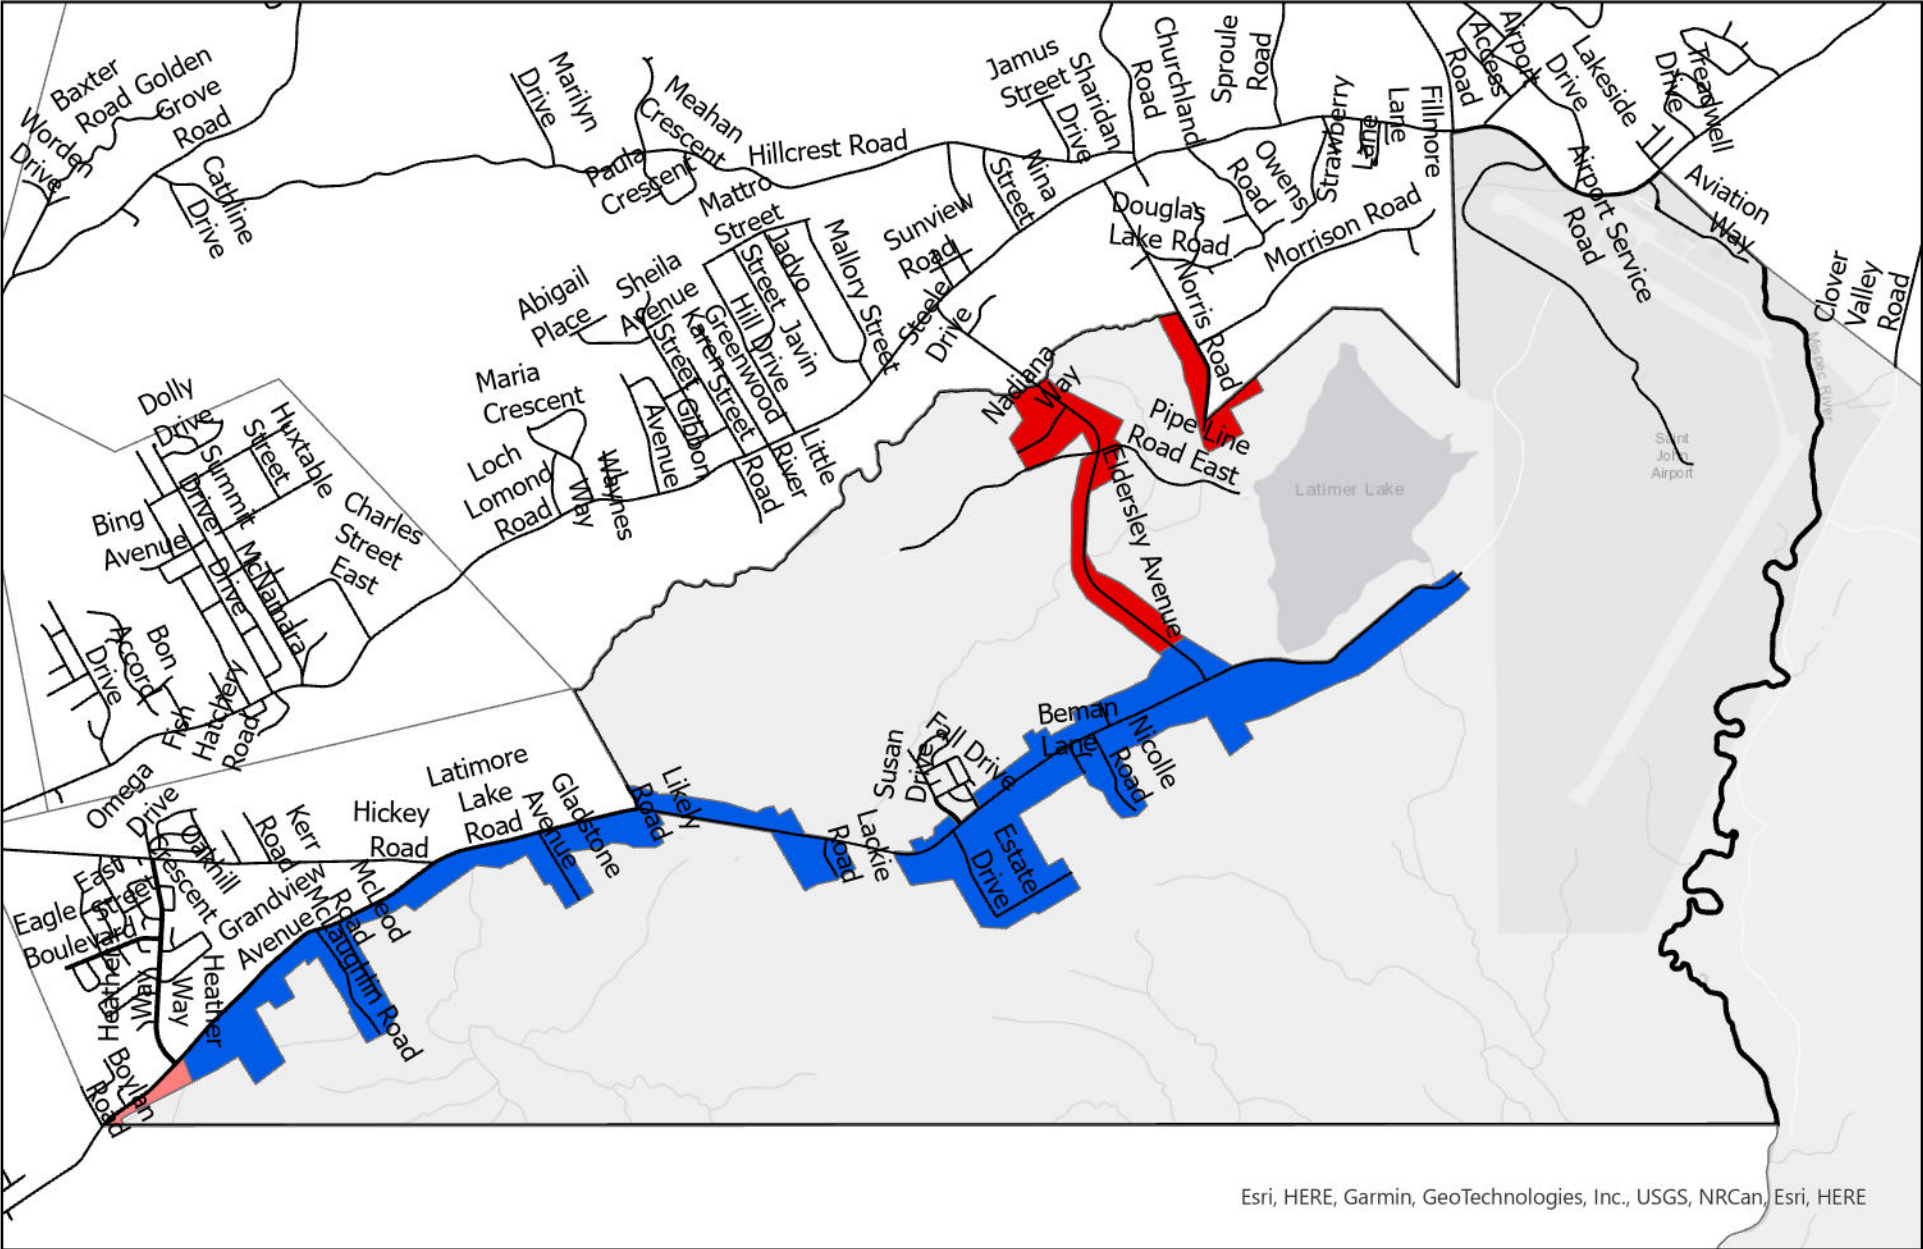 Baxter
Road
Golden
Grove
Road
Worden
Drive
Cathline
Drive
Marilyn
Drive
Meahan
Crescent
Paula
Crescent
Hillcrest Road
Jamus
Street
Sharidan
Drive
Churchland
Road
Sproule
Road
Strawberry
Lane
Fillmore
Lane
Airport
Access
Road
Lakeside
Drive
Treadwell
Drive
Aviation
Way
Airport Service
Road
Clover
Valley
Road
Mispec River
Nina
Street
Owens
Road
Douglas
Lake Road
Morrison Road
Norris Road
Mattro
Street
Jadvo
Street
Mallory Street
Javin
Sunview
Road
Steele
Drive
Abigail
Place
Sheila
Avenue
Hill Drive
Greenwood
Karen Street
Street
Gibbon
Avenue
Maria
Crescent
Little
River
Road
Loch
Lomond
Road
Waynes
Way
Nadiana
Way
Pipe Line
Road East
Eldersley Avenue
Latimer Lake
Saint
John
Airport
Dolly
Drive
Huxtable
Street
Summit
Drive
Bing
Avenue
McNamara
Drive
Charles
Street
East
Bon
Accord
Drive
Fish
Hatchery
Road
Omega
Drive
Oakhill
Crescent
Kerr
Road
Hickey
Road
Latimore
Lake
Road
Gladstone
Avenue
Likely
Road
Lackie
Road
Susan
Drive
Fall Drive
Beman
Lane
Nicolle
Road
Estate
Drive
East
Street
Eagle
Boulevard
Grandview
Avenue
McLeod
Road
McLaughlin Road
Heather
Way
Heather
Way
Boylan
Road
Esri, HERE, Garmin, GeoTechnologies, Inc., USGS, NRCan, Esri, HERE